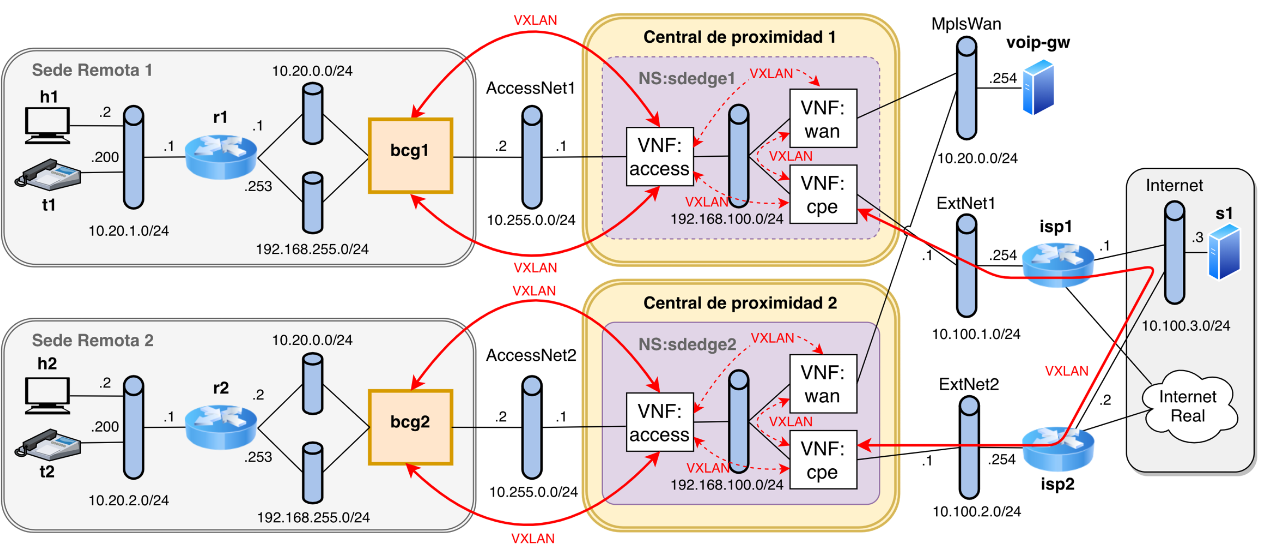 VXLAN
Central de proximidad 1
MplsWan
voip-gw
.254
10.20.0.0/24
Sede Remota 1
10.20.0.0/24
h1
.2
.200
t1
10.20.1.0/24
.1
r1
.1
.253
192.168.255.0/24
bcg1
AccessNet1
.2
.1
10.255.0.0/24
VXLAN
NS:sdedge1
VXLAN
VNF:
access
VNF:
wan
VXLAN
VNF:
cpe
VXLAN
192.168.100.0/24
ExtNet1
.1
.254
10.100.1.0/24
isp1
.1
Internet
.3
s1
10.100.3.0/24
VXLAN
Central de proximidad 2
Sede Remota 2
10.20.0.0/24
h2
.2
.200
t2
10.20.2.0/24
.1
r2
.2
.253
192.168.255.0/24
bcg2
AccessNet2
.2
.1
10.255.0.0/24
VXLAN
NS:sdedge2
VXLAN
VNF:
access
VNF:
wan
VXLAN
VNF:
cpe
VXLAN
192.168.100.0/24
ExtNet2
.1
.254
10.100.2.0/24
VXLAN
isp2
.2
Internet
Real